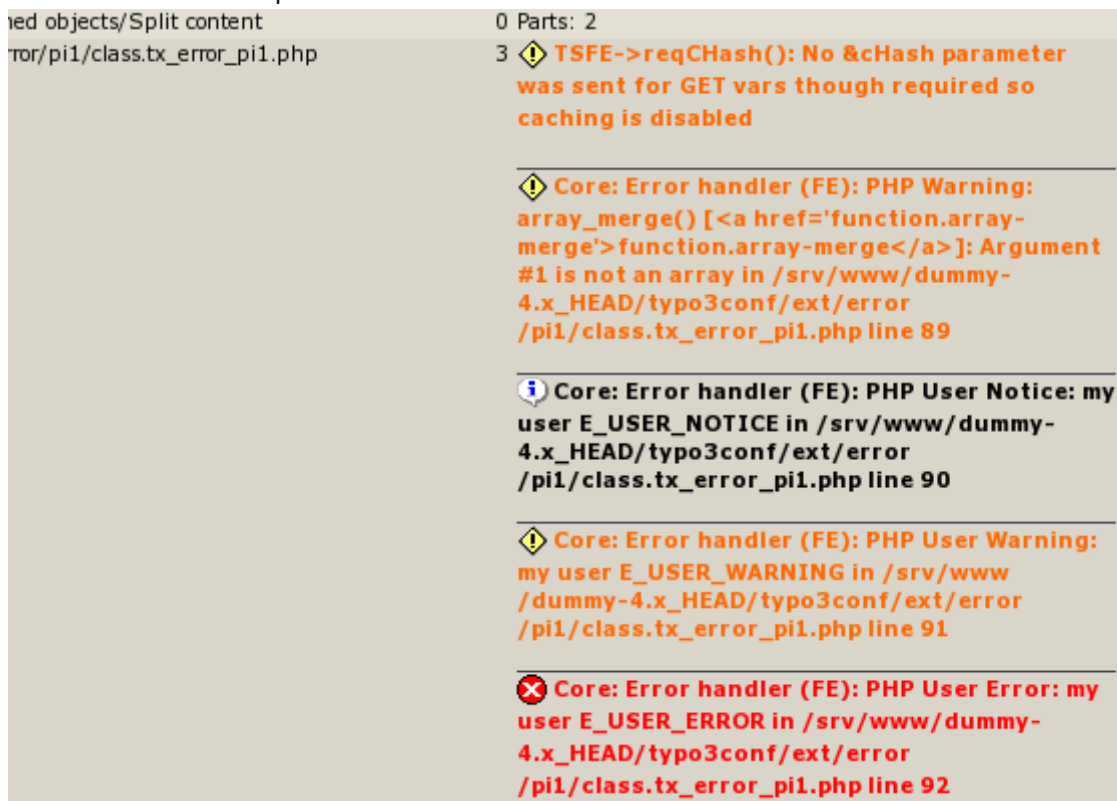 ned objects/Split content 0 Parts: 2
rror/pi1/class.tx_error_pi1.php 3 TSFE->reqCHash(): No &cHash parameter
was sent for GET vars though required so
caching is disabled
Core: Error handler (FE): PHP Warning:
array_merge() [<a href='function.array-
merge'>function.array-merge</a>]: Argument
#1 is not an array in /srv/www/dummy-
4.x_HEAD/typo3conf/ext/error
/pi1/class.tx_error_pi1.php line 89
Core: Error handler (FE): PHP User Notice: my
user E_USER_NOTICE in /srv/www/dummy-
4.x_HEAD/typo3conf/ext/error
/pi1/class.tx_error_pi1.php line 90
Core: Error handler (FE): PHP User Warning:
my user E_USER_WARNING in /srv/www
/dummy-4.x_HEAD/typo3conf/ext/error
/pi1/class.tx_error_pi1.php line 91
Core: Error handler (FE): PHP User Error: my
user E_USER_ERROR in /srv/www/dummy-
4.x_HEAD/typo3conf/ext/error
/pi1/class.tx_error_pi1.php line 92